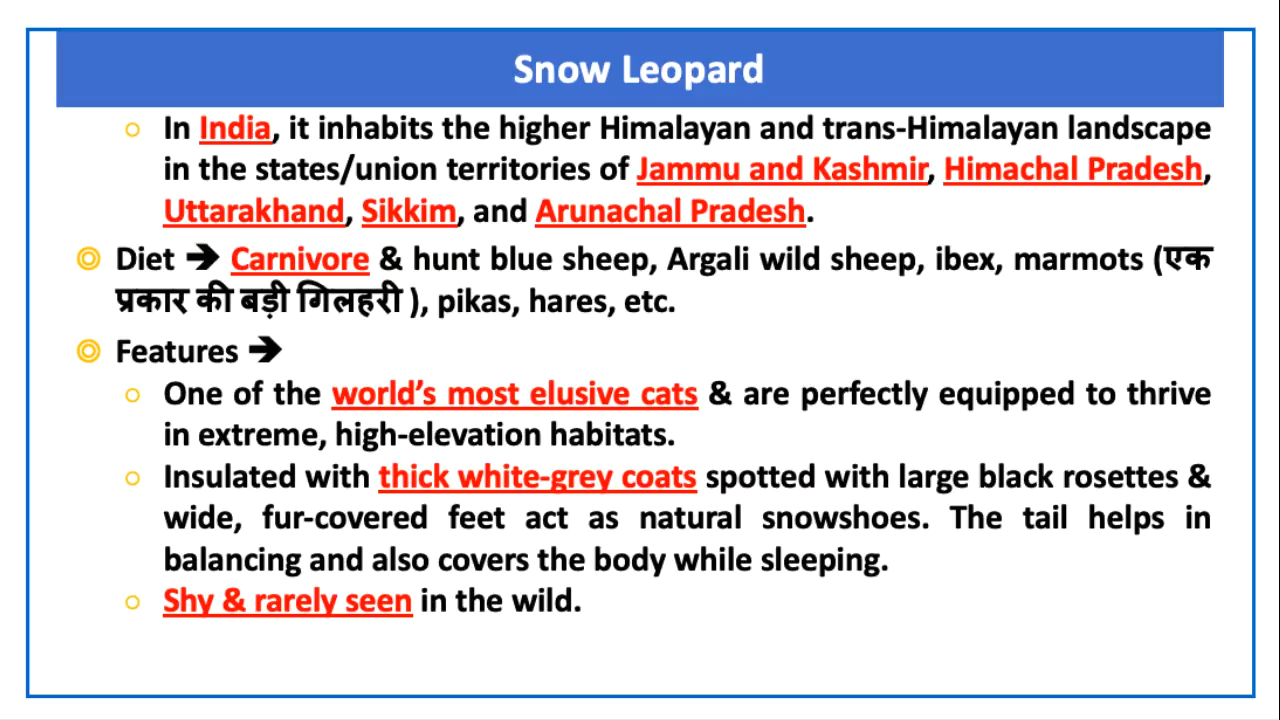 Snow Leopard
○ In India, it inhabits the higher Himalayan and trans-Himalayan landscape
in the states/union territories of Jammu and Kashmir, Himachal Pradesh,
Uttarakhand, Sikkim, and Arunachal Pradesh.
◎ Diet ➔ Carnivore & hunt blue sheep, Argali wild sheep, ibex, marmots (एक
प्रकार की बड़ी गिलहरी ), pikas, hares, etc.
◎ Features ➔
○ One of the world’s most elusive cats & are perfectly equipped to thrive
in extreme, high-elevation habitats.
○ Insulated with thick white-grey coats spotted with large black rosettes &
wide, fur-covered feet act as natural snowshoes. The tail helps in
balancing and also covers the body while sleeping.
○ Shy & rarely seen in the wild.